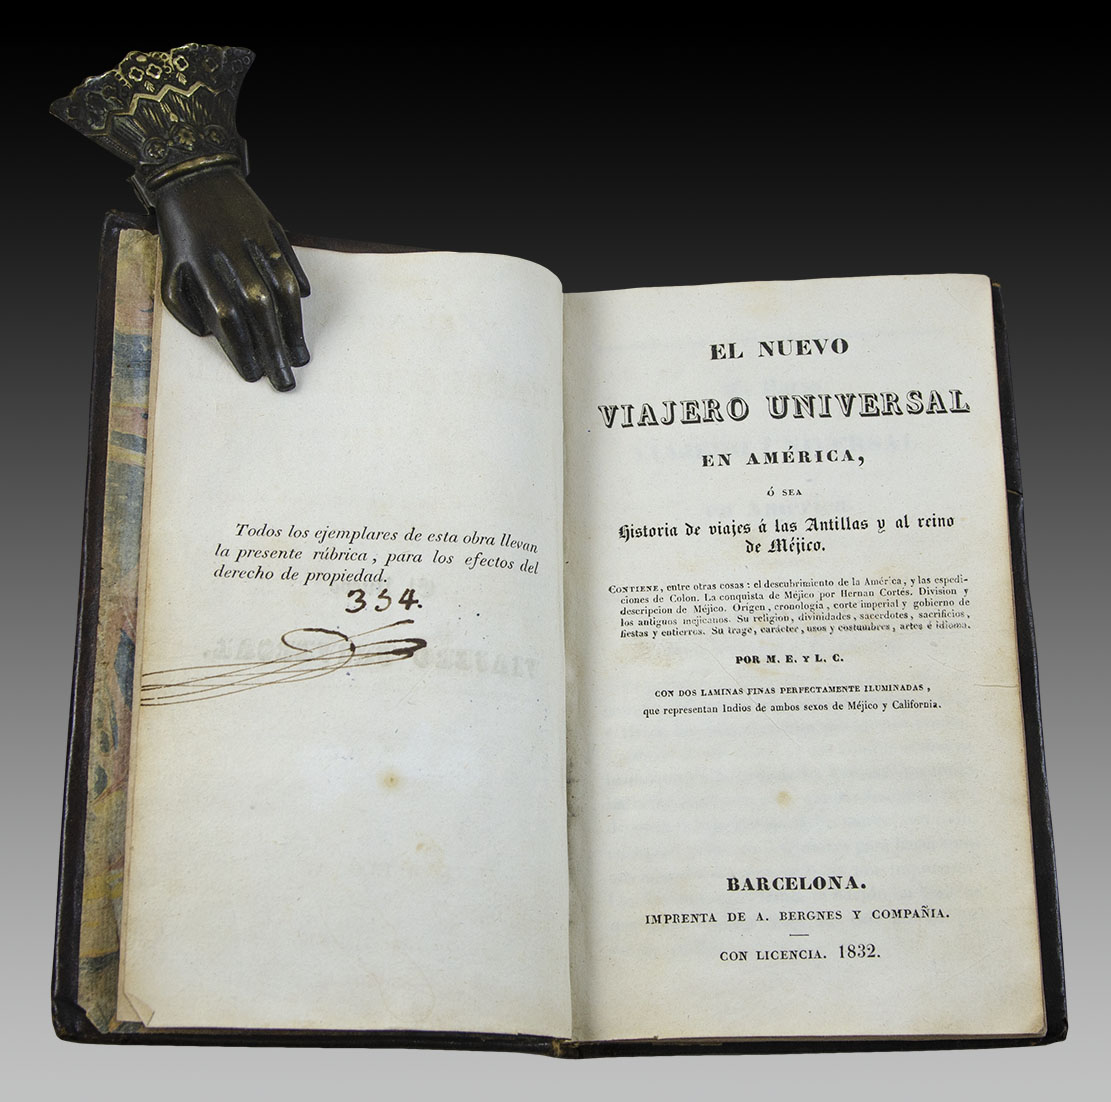 Todos los ejemplares de esta obra llevan
la presente rúbrica, para los efectos del
derecho de propiedad.
334.
EL NUEVO
VIAJERO UNIVERSAL
EN AMÉRICA,
ó SEA
Historia de viajes á las Antillas y al reino
de Méjico.
CONTIENE, entre otras cosas: el descubrimiento de la América, y las espedi-
ciones de Colon. La conquista de Méjico por Hernan Cortés. Division y
descripcion de Méjico. Origen, cronologia, corte imperial y gobierno de
los antiguos mejicanos. Su religion, divinidades, sacerdotes, sacrificios,
fiestas y entierros. Su trage, carácter, usos y costumbres, artes é idioma.
POR M. E. Y L. C.
CON DOS LAMINAS FINAS PERFECTAMENTE ILUMINADAS,
que representan Indios de ambos sexos de Méjico y California.
BARCELONA.
IMPRENTA DE A. BERGNES Y COMPAÑIA.
CON LICENCIA. 1832.